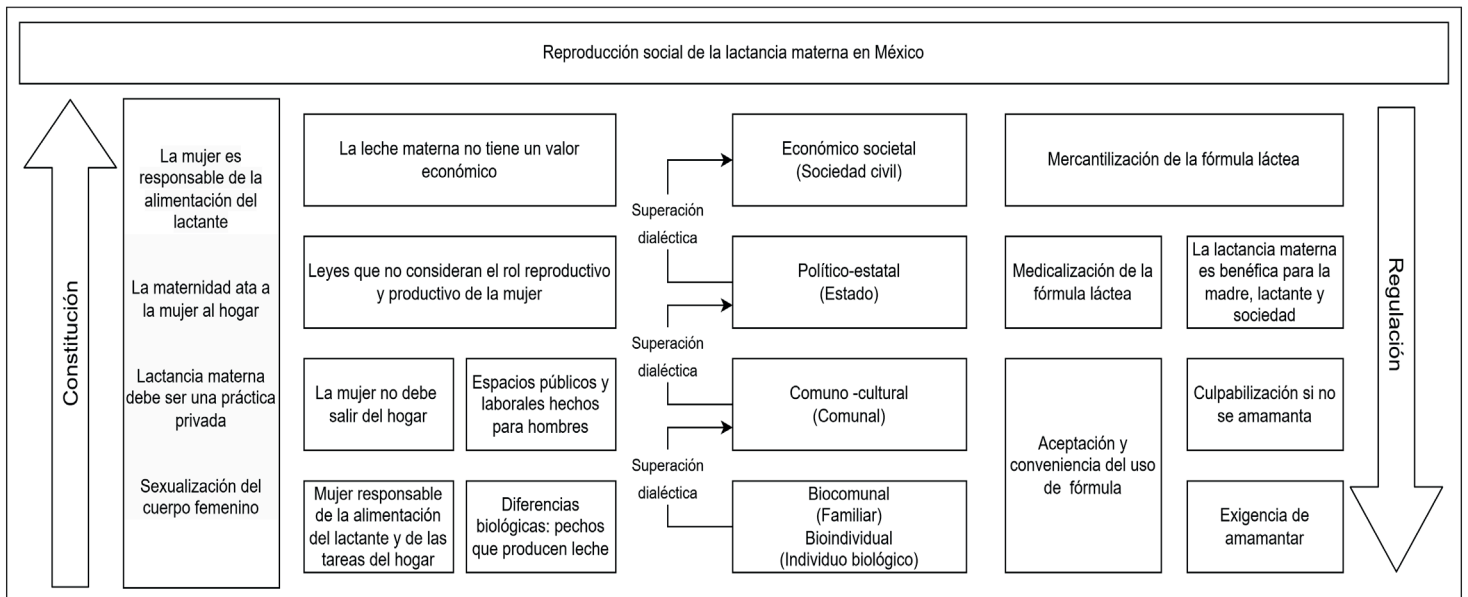 Reproducción social de la lactancia materna en México
Constitución
La mujer es
responsable de la
alimentación del
lactante
La maternidad ata a
la mujer al hogar
Lactancia materna
debe ser una práctica
privada
Sexualización del
cuerpo femenino
La leche materna no tiene un valor
económico
Leyes que no consideran el rol reproductivo
y productivo de la mujer
La mujer no debe
salir del hogar
Espacios públicos y
laborales hechos
para hombres
Mujer responsable
de la alimentación
del lactante y de las
tareas del hogar
Diferencias
biológicas: pechos
que producen leche
Superación
dialéctica
Superación
dialéctica
Superación
dialéctica
Económico societal
(Sociedad civil)
Político-estatal
(Estado)
Comuno -cultural
(Comunal)
Biocomunal
(Familiar)
Bioindividual
(Individuo biológico)
Mercantilización de la fórmula láctea
Medicalización de la
fórmula láctea
La lactancia materna
es benéfica para la
madre, lactante y
sociedad
Aceptación y
conveniencia del uso
de fórmula
Culpabilización si no
se amamanta
Exigencia de
amamantar
Regulación